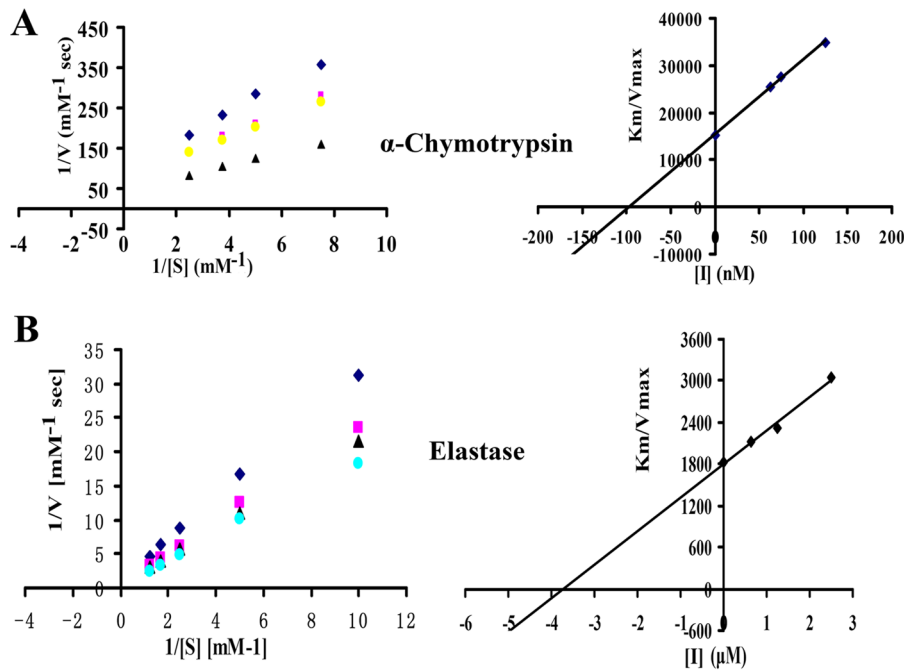 A
1/V (mM-1 sec)
450
350
250
150
50
-50
-4 -2 0 2 4 6 8 10
1/[S] (mM-1)
α-Chymotrypsin
Km/Vmax
40000
30000
20000
10000
0
-10000
-200 -150 -100 -50 0 50 100 150 200
[I] (nM)
B
1/V [mM-1 sec]
35
30
25
20
15
10
5
0
-4 -2 0 2 4 6 8 10 12
1/[S] [mM-1]
Elastase
Km/Vmax
3600
3000
2400
1800
1200
600
0
-600
-6 -5 -4 -3 -2 -1 0 1 2 3
[I] (µM)